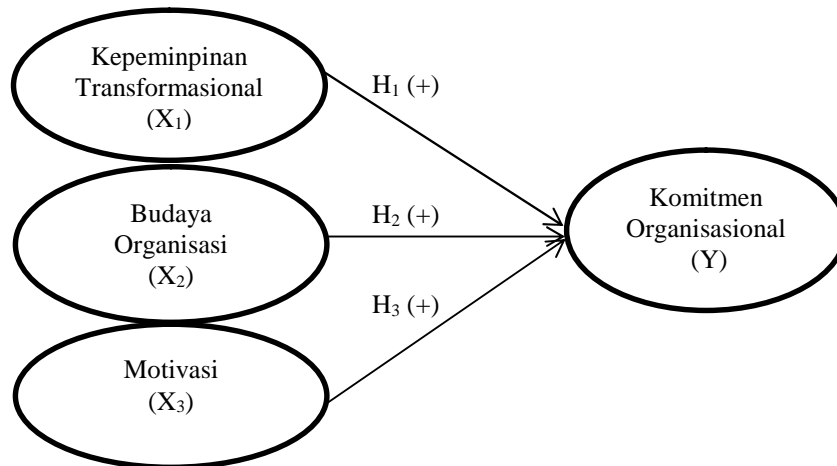 Kepeminpinan
Transformasional
(X₁)
H₁ (+)
Budaya
Organisasi
(X₂)
H₂ (+)
Komitmen
Organisasional
(Y)
H₃ (+)
Motivasi
(X₃)